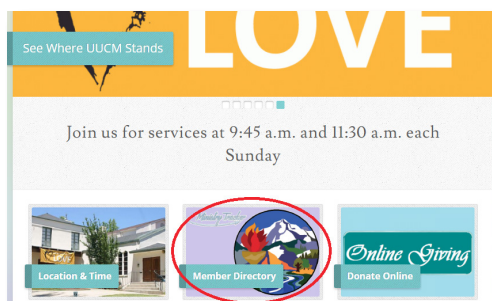 LOVE
See Where UUCM Stands
Join us for services at 9:45 a.m. and 11:30 a.m. each
Sunday
Online Giving
Location & Time
Member Directory
Donate Online